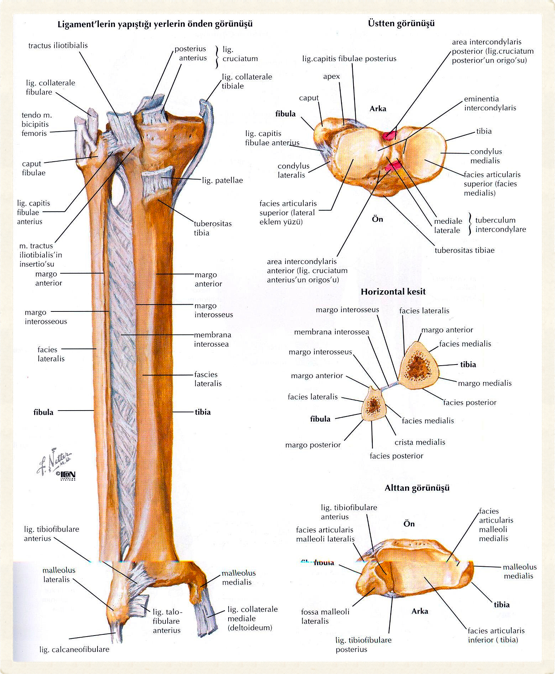 Ligament'lerin yapıştığı yerlerin önden görünüşü
tractus iliotibialis
posterius
anterius
lig.
cruciatum
lig. collaterale
fibulare
lig. collaterale
tibiale
tendo m.
bicipitis
femoris
caput
fibulae
lig. patellae
lig. capitis
fibulae
anterius
tuberositas
tibia
m. tractus
iliotibialis'in
insertio'su
margo
anterior
margo
anterior
margo
interosseous
margo
interosseus
membrana
interossea
facies
lateralis
fascies
lateralis
fibula
tibia
lig. tibiofibulare
anterius
malleolus
lateralis
malleolus
medialis
lig. talo-
fibulare
anterius
lig. collaterale
mediale
(deltoideum)
lig. calcaneofibulare
Üstten görünüşü
area intercondylaris
posterior (lig.cruciatum
posterior'un origo'su)
lig.capitis fibulae posterius
apex
caput
Arka
eminentia
intercondylaris
fibula
tibia
lig. capitis
fibulae anterius
condylus
medialis
condylus
lateralis
facies articularis
superior (facies
medialis)
facies articularis
superior (lateral
eklem yüzü)
Ön
mediale
laterale
tuberculum
intercondylare
tuberositas tibiae
area intercondylaris
anterior (lig. cruciatum
anterius'un origos'u)
Horizontal kesit
margo interosseus
facies lateralis
membrana interossea
margo anterior
facies medialis
margo interosseus
tibia
margo anterior
margo medialis
facies lateralis
facies posterior
fibula
facies medialis
margo posterior
crista medialis
facies posterior
Alttan görünüşü
lig. tibiofibulare
anterius
Ön
facies
articularis
malleoli
medialis
facies articularis
malleoli lateralis
fibula
malleolus
medialis
tibia
fossa malleoli
lateralis
Arka
facies articularis
inferior ( tibia)
lig. tibiofibulare
posterius